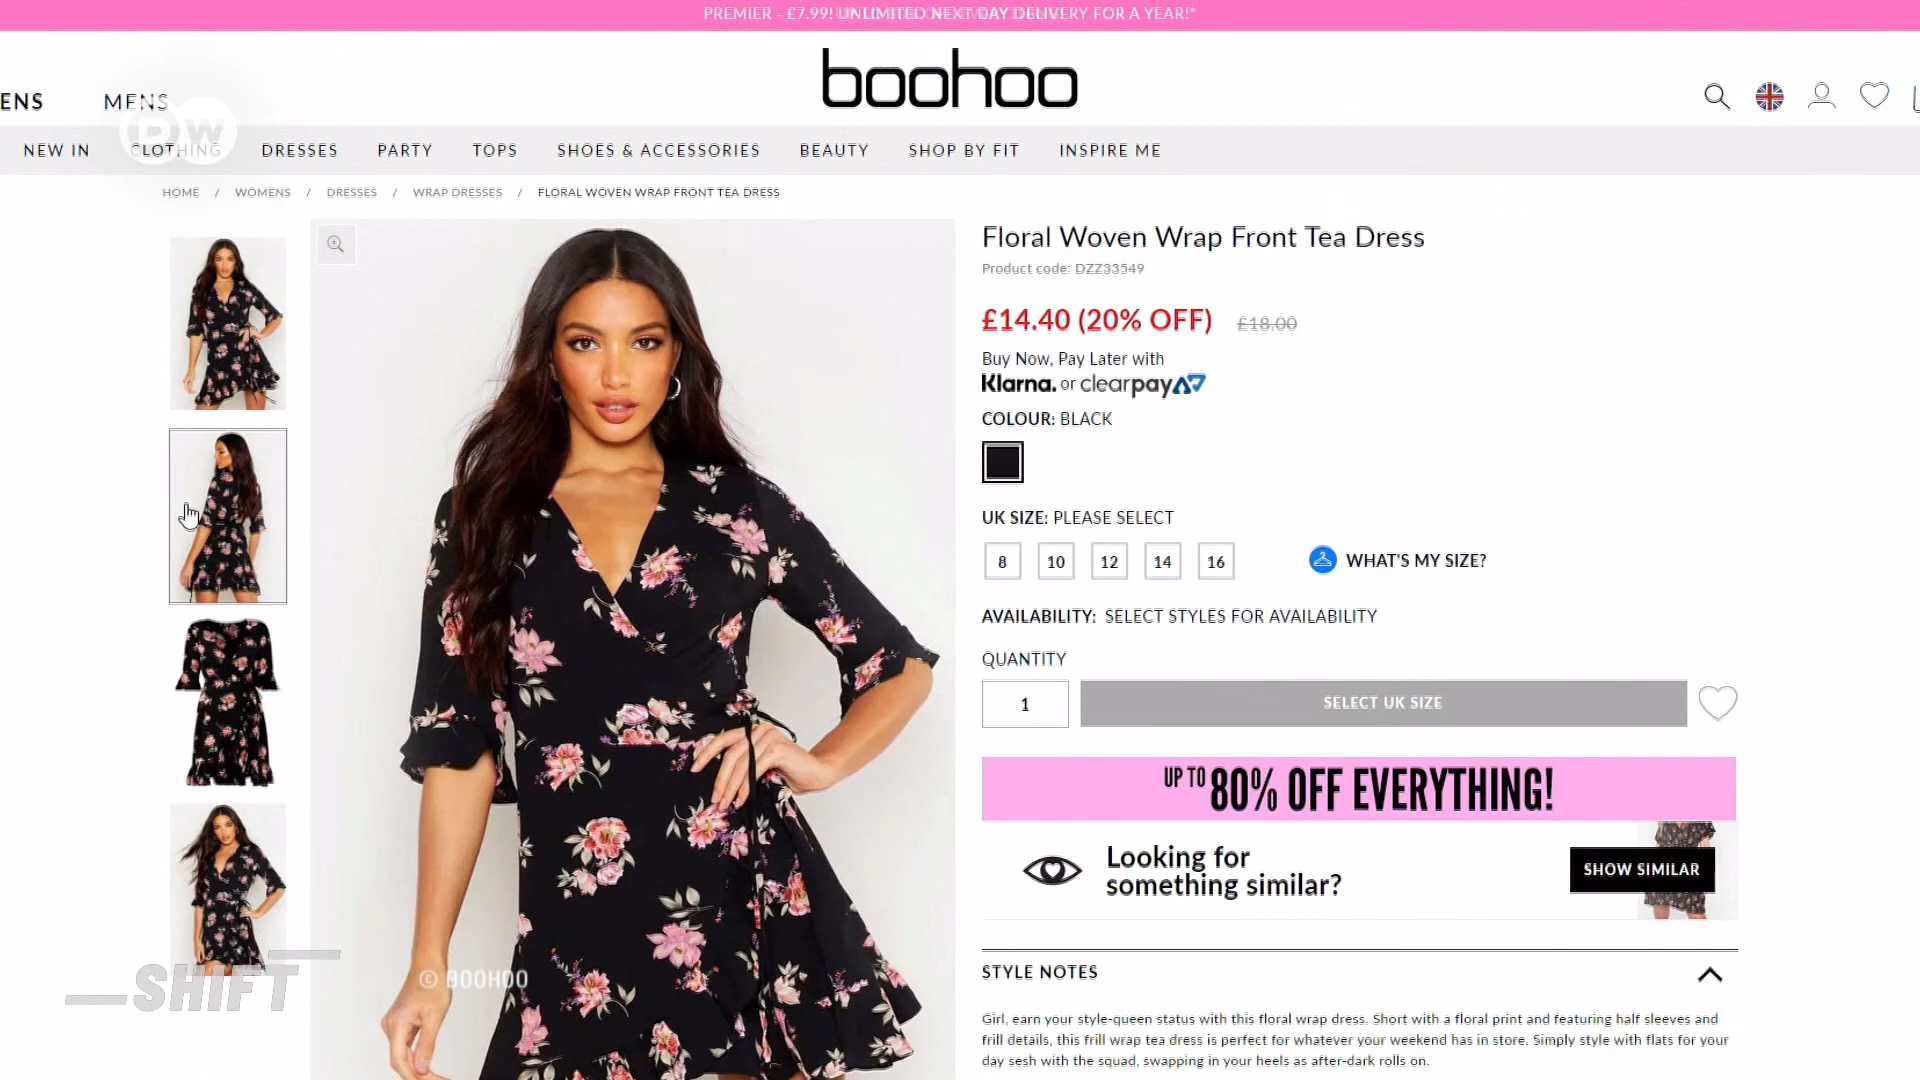 PREMIER - £7.99! UNLIMITED NEXT DAY DELIVERY FOR A YEAR!*
boohoo
ENS MENS
DW
NEW IN CLOTHING DRESSES PARTY TOPS SHOES & ACCESSORIES BEAUTY SHOP BY FIT INSPIRE ME
HOME / WOMENS / DRESSES / WRAP DRESSES / FLORAL WOVEN WRAP FRONT TEA DRESS
Floral Woven Wrap Front Tea Dress
Product code: DZZ33549
£14.40 (20% OFF) £18.00
Buy Now, Pay Later with
Klarna. or clearpay
COLOUR: BLACK
UK SIZE: PLEASE SELECT
8 10 12 14 16 WHAT'S MY SIZE?
AVAILABILITY: SELECT STYLES FOR AVAILABILITY
QUANTITY
1 SELECT UK SIZE
UP TO 80% OFF EVERYTHING!
Looking for
something similar?
SHOW SIMILAR
STYLE NOTES
© BOOHOO
SHIFT
Girl, earn your style-queen status with this floral wrap dress. Short with a floral print and featuring half sleeves and
frill details, this frill wrap tea dress is perfect for whatever your weekend has in store. Simply style with flats for your
day sesh with the squad, swapping in your heels as after-dark rolls on.